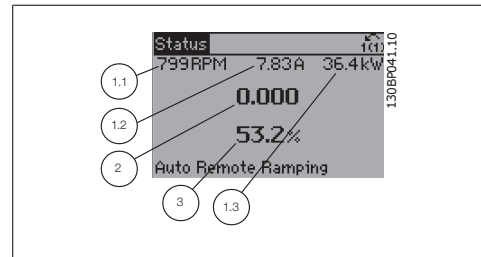 Status 1(1)
799RPM 7.83A 36.4kW
0.000
53.2%
Auto Remote Ramping
1.1
1.2
2
3
1.3
130BP041.10